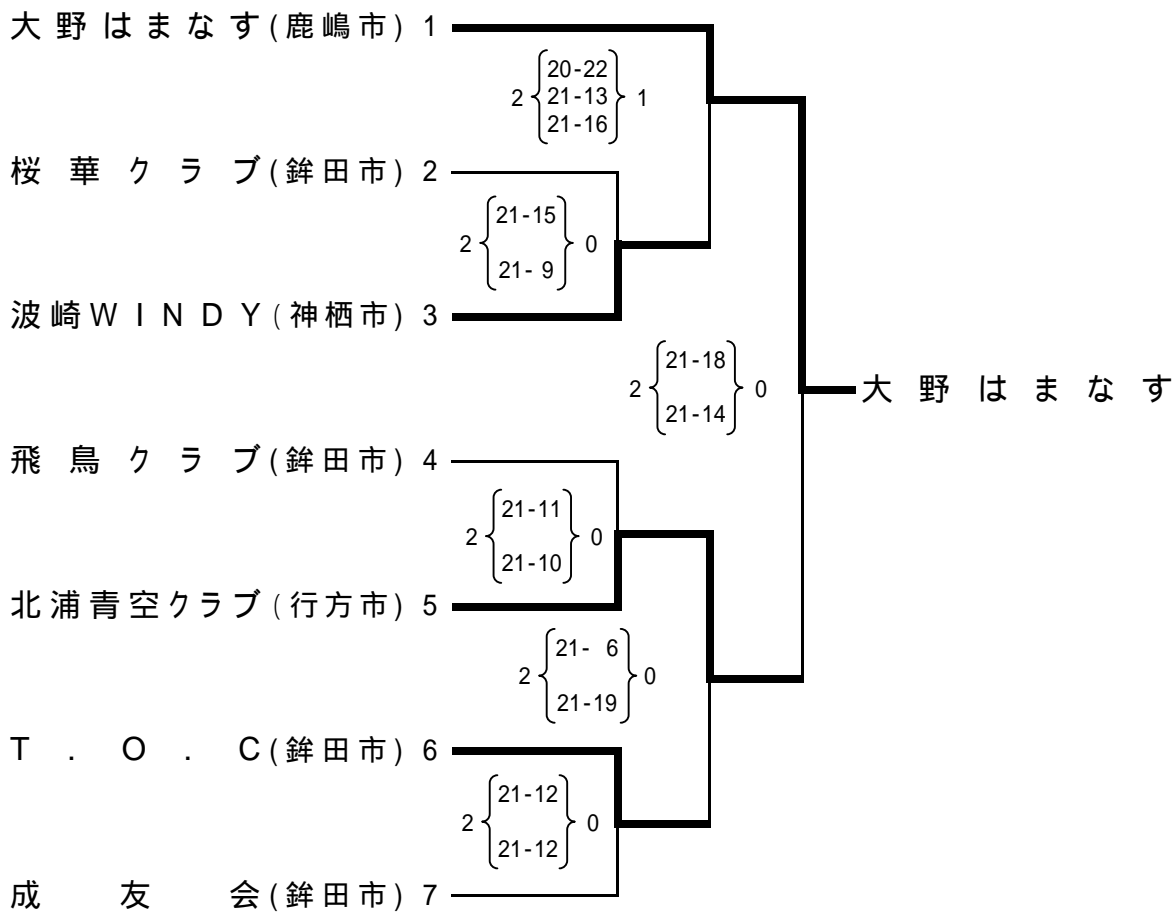 大野はまなす(鹿嶋市) 1
20-22
2 21-13 1
21-16
桜華クラブ(鉾田市) 2
21-15
2 0
21- 9
波崎WINDY(神栖市) 3
21-18
2 0
21-14
大野はまなす
飛鳥クラブ(鉾田市) 4
21-11
2 0
21-10
北浦青空クラブ(行方市) 5
21- 6
2 0
21-19
T.O.C(鉾田市) 6
21-12
2 0
21-12
成友会(鉾田市) 7